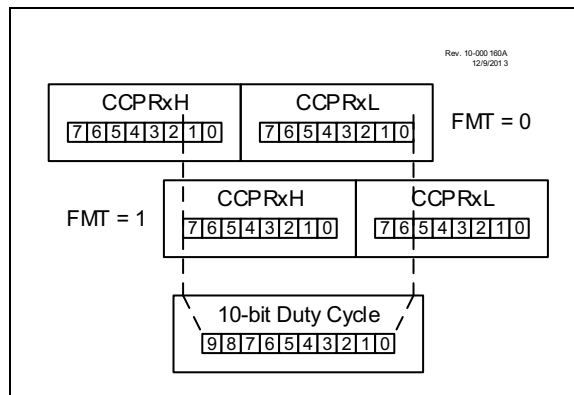 Rev. 10-000 160A
12/9/201 3
CCPRxH CCPRxL
7 6 5 4 3 2 1 0 7 6 5 4 3 2 1 0 FMT = 0
CCPRxH CCPRxL
FMT = 1 7 6 5 4 3 2 1 0 7 6 5 4 3 2 1 0
10-bit Duty Cycle
9 8 7 6 5 4 3 2 1 0